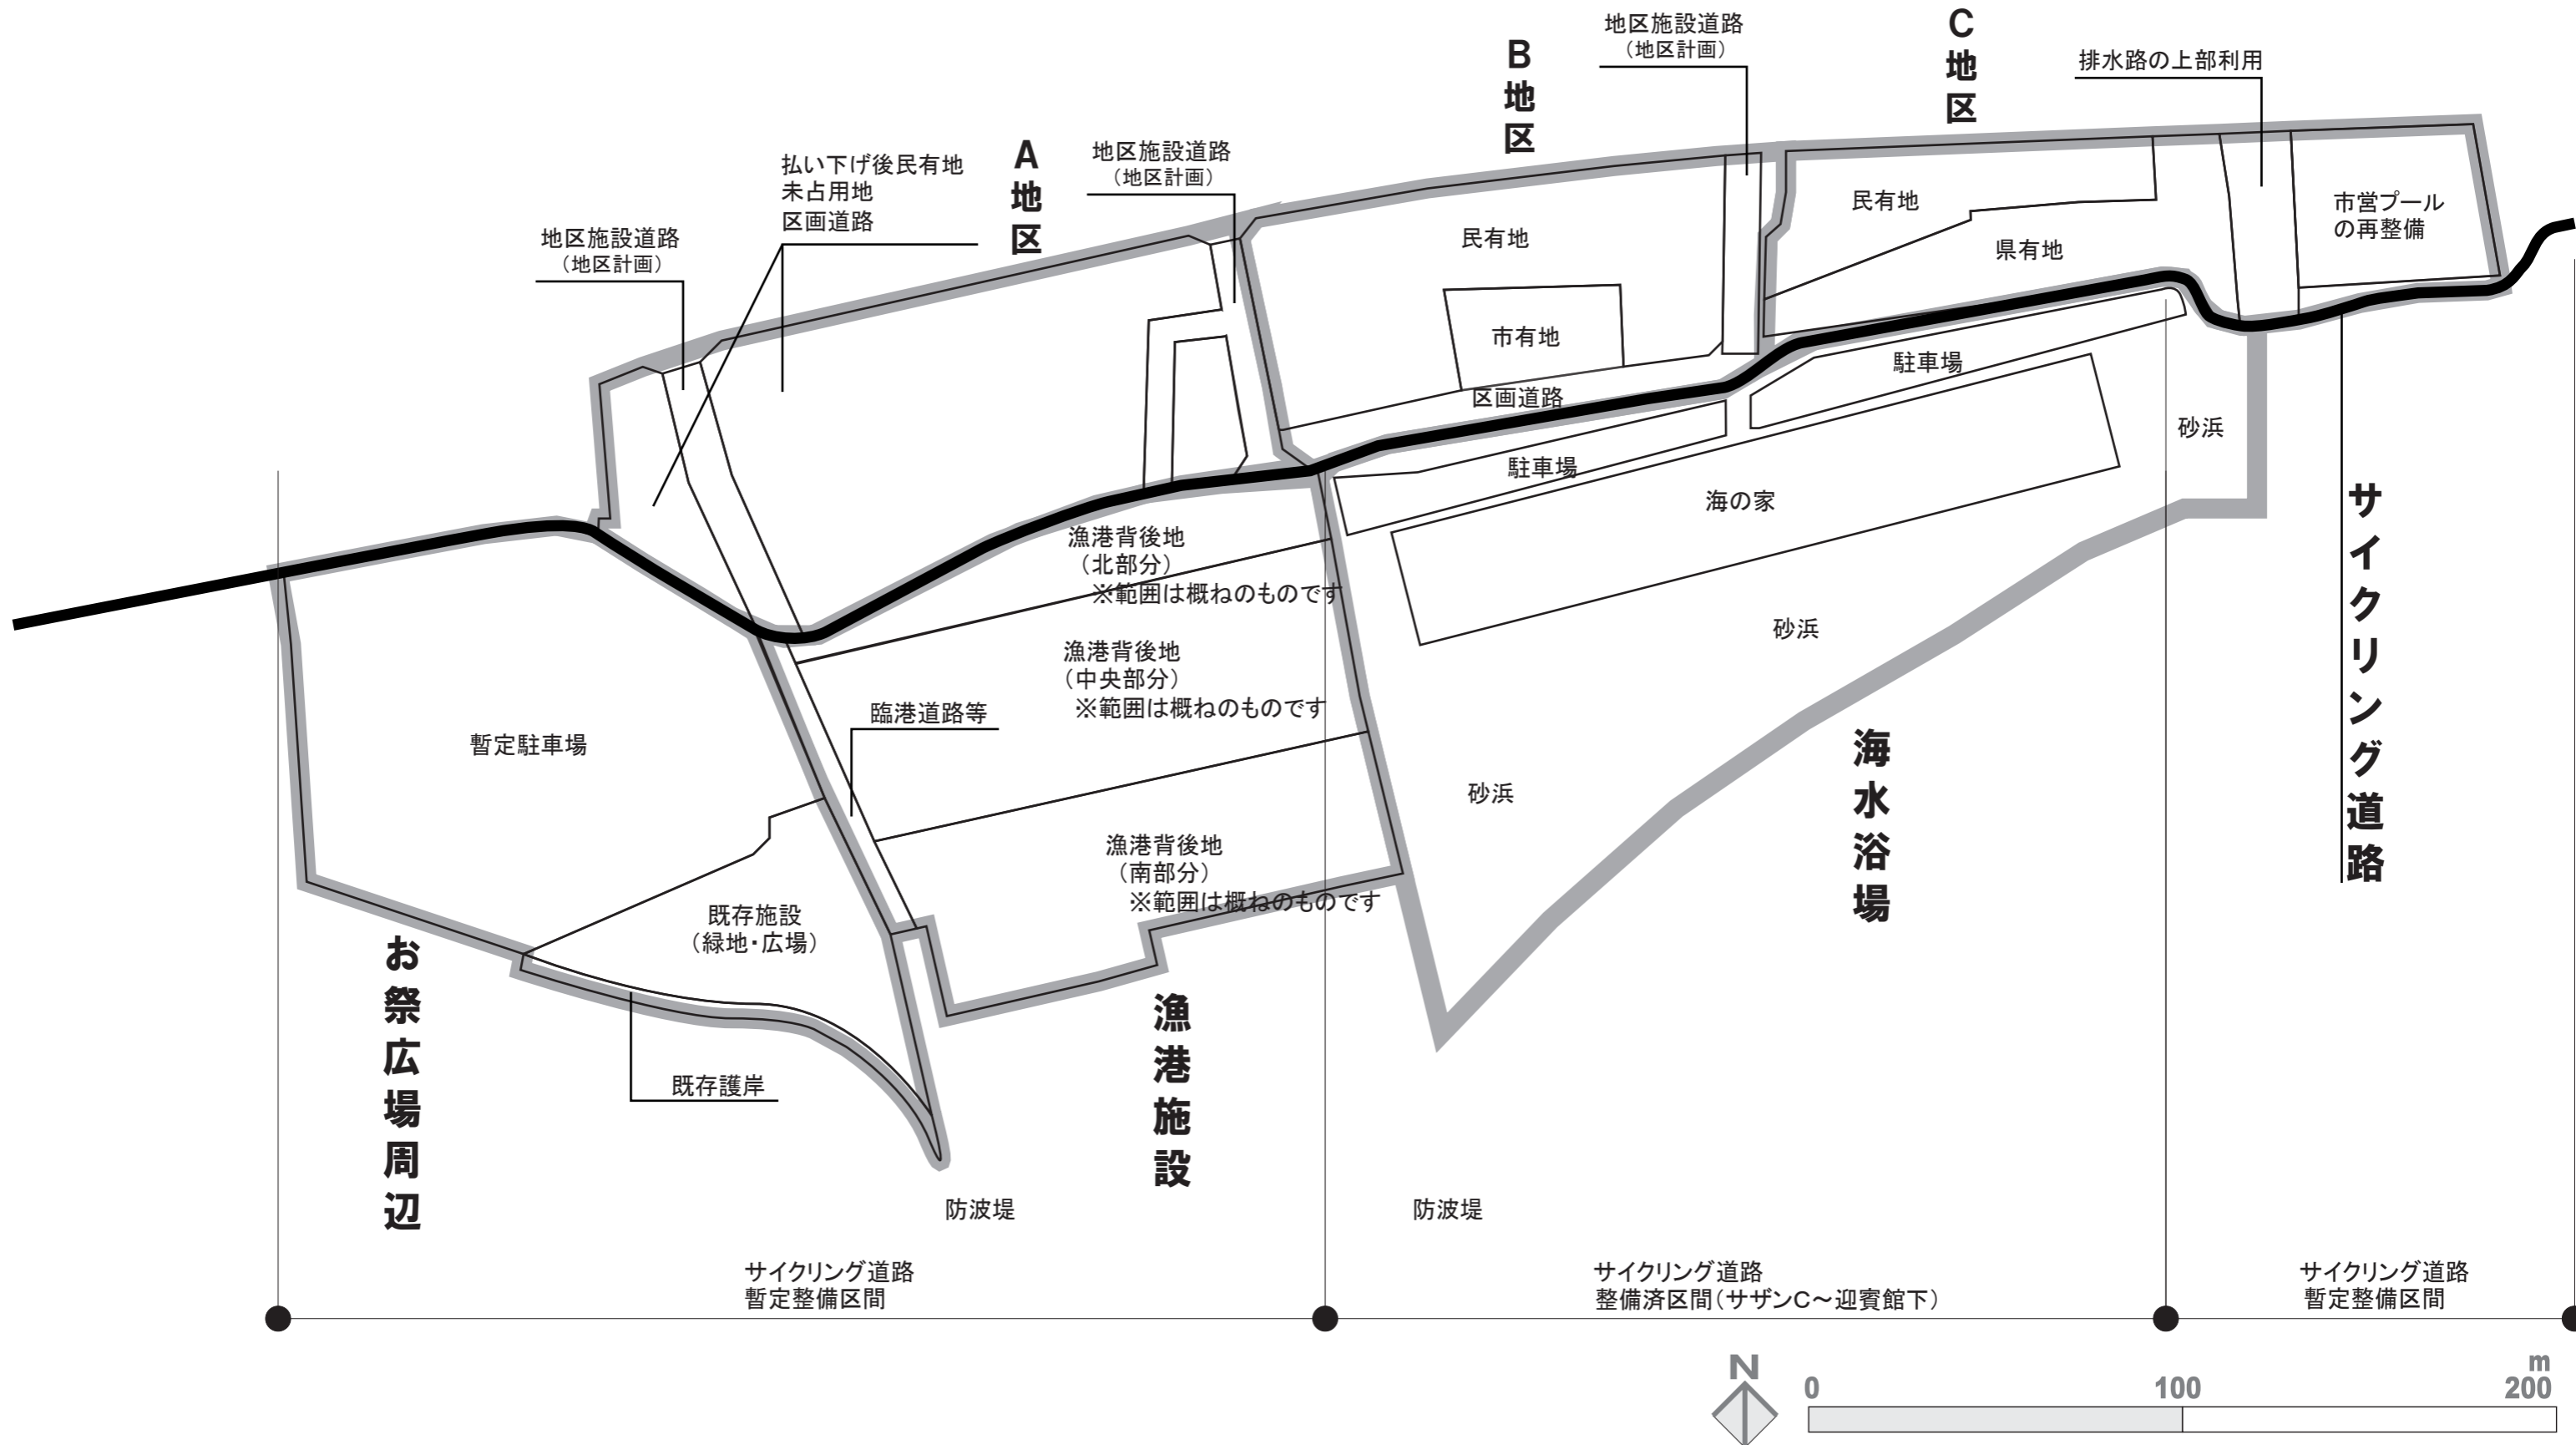 地区施設道路
（地区計画）
C地区
B地区
排水路の上部利用
A地区
地区施設道路
（地区計画）
払い下げ後民有地
未占用地
区画道路
地区施設道路
（地区計画）
民有地
市営プール
の再整備
民有地
県有地
市有地
区画道路
駐車場
砂浜
駐車場
海の家
サイクリング道路
漁港背後地
（北部分）
※範囲は概ねのものです
砂浜
漁港背後地
（中央部分）
※範囲は概ねのものです
臨港道路等
暫定駐車場
海水浴場
砂浜
漁港背後地
（南部分）
※範囲は概ねのものです
既存施設
（緑地・広場）
お祭広場周辺
漁港施設
既存護岸
防波堤
防波堤
サイクリング道路
暫定整備区間
サイクリング道路
整備済区間（サザンC～迎賓館下）
サイクリング道路
暫定整備区間
N
m
0 100 200